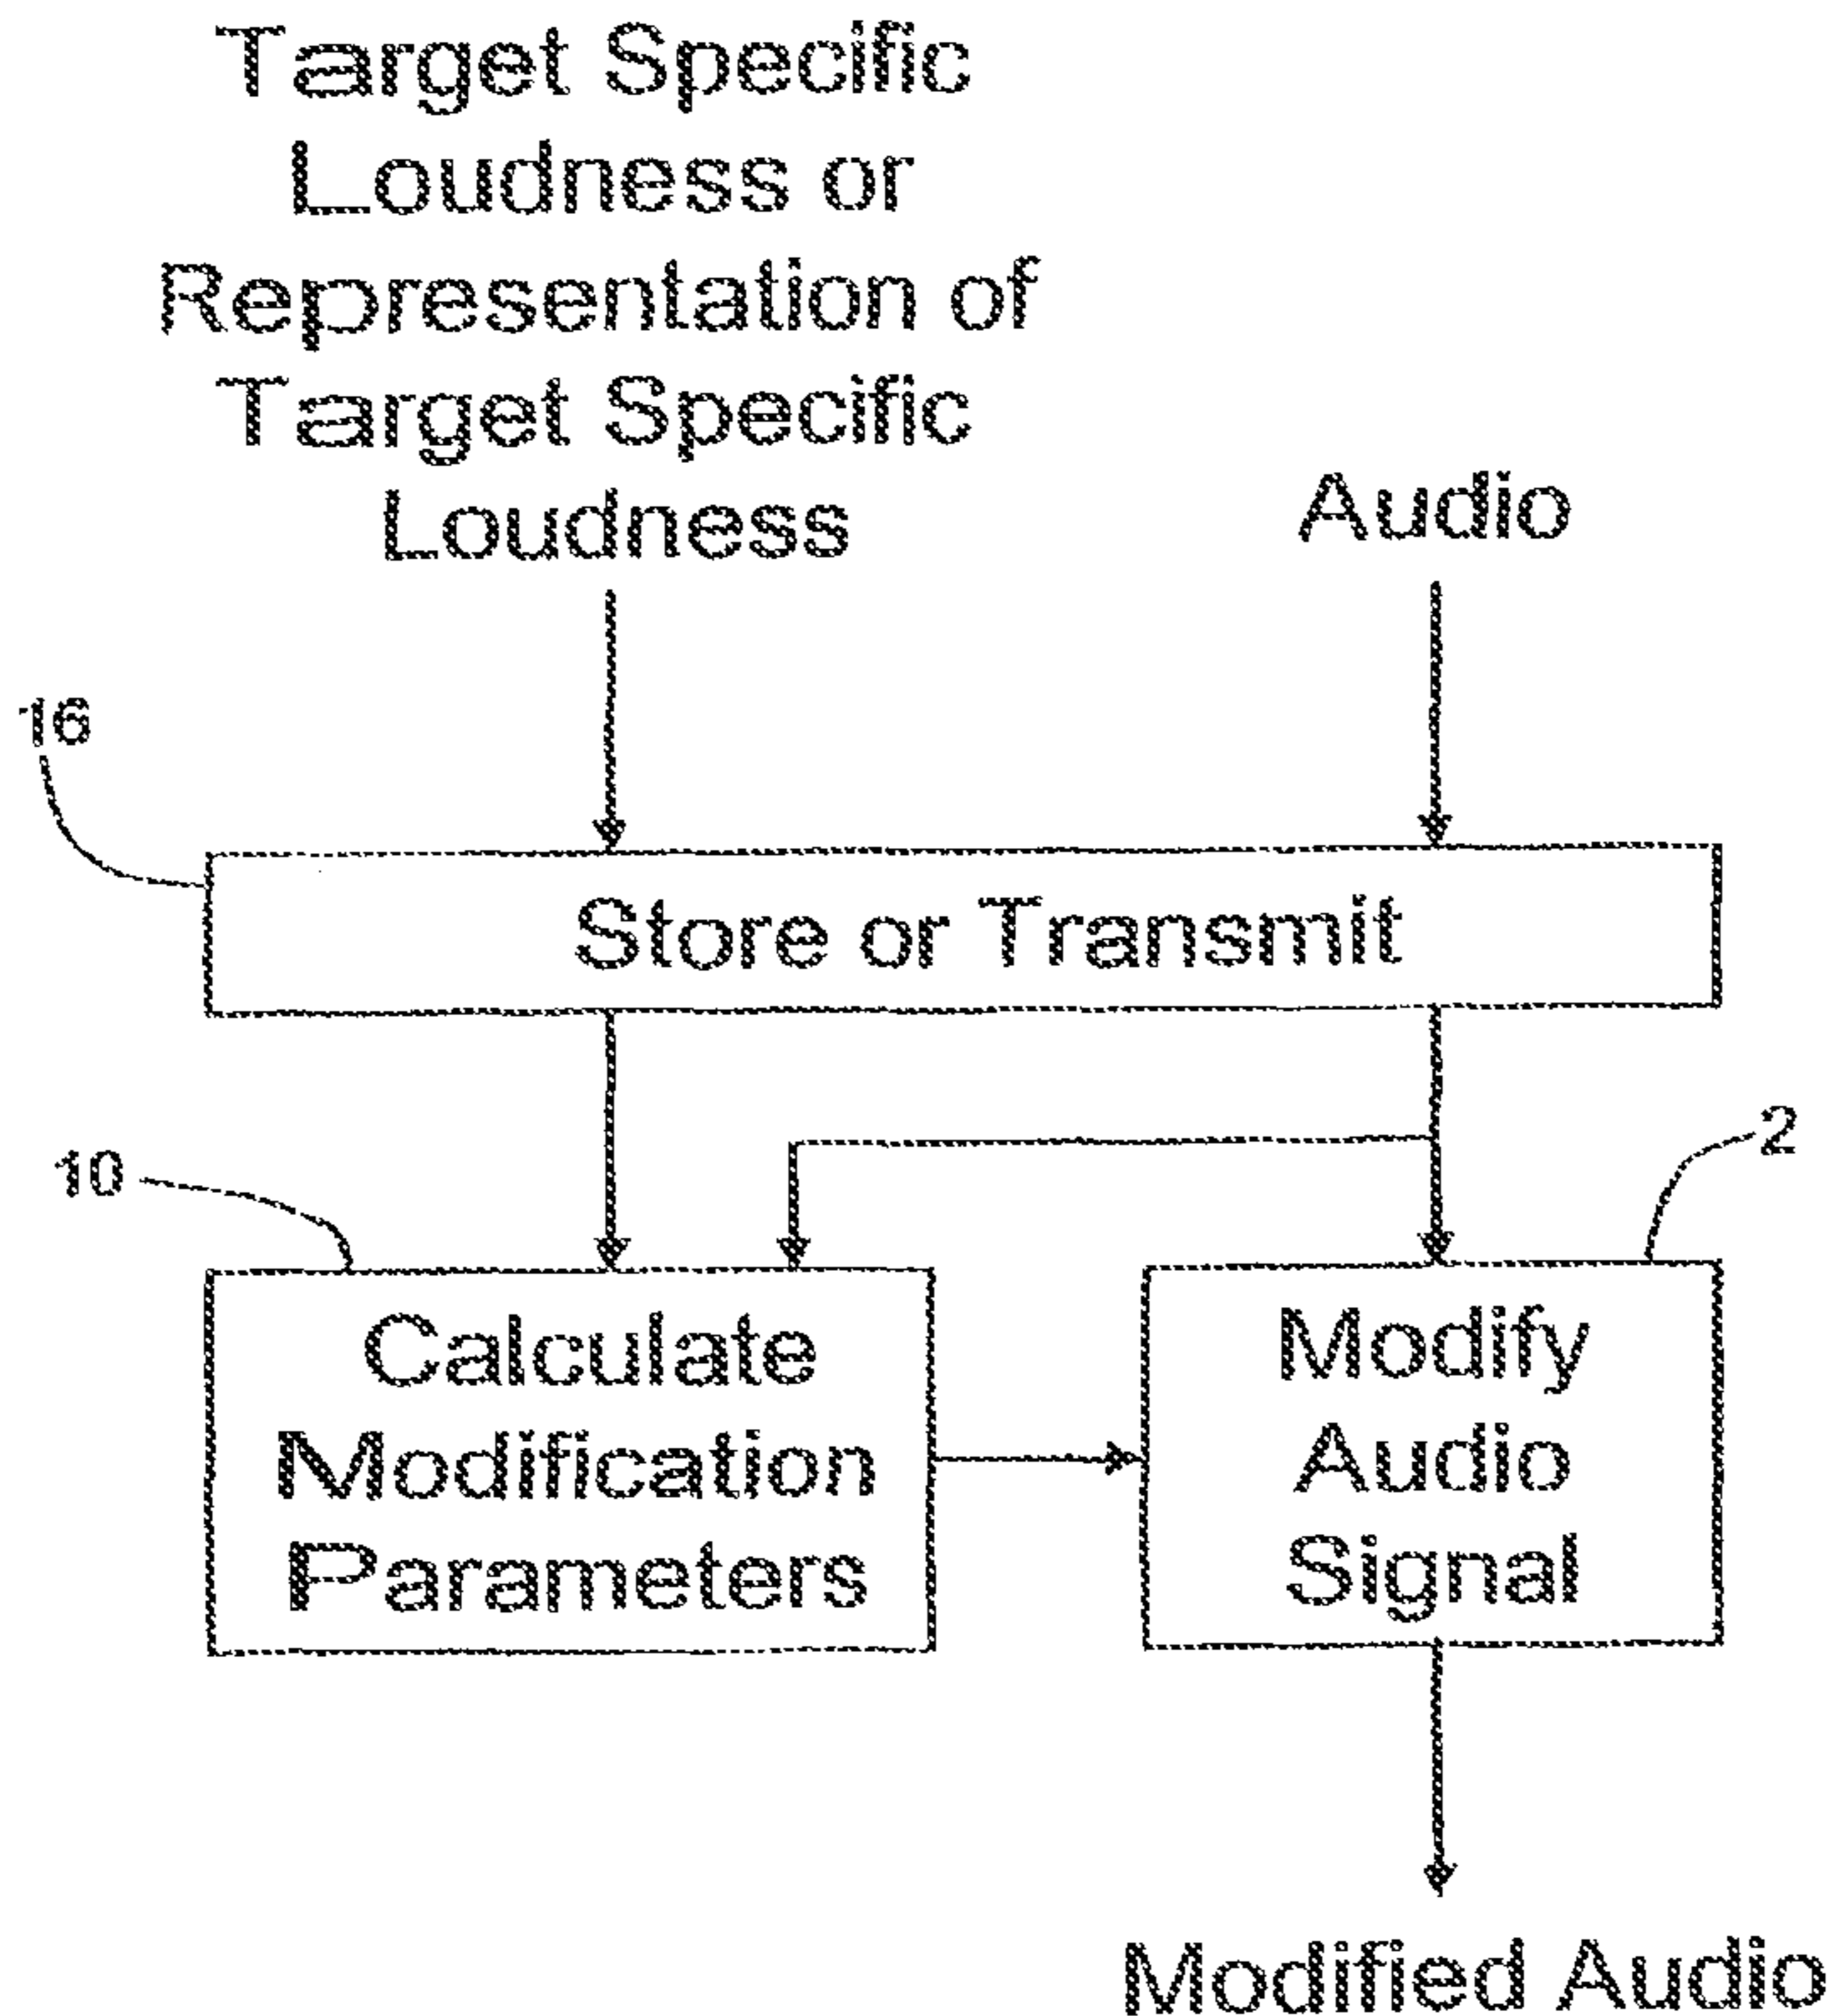 Target Specific
Loudness or
Representation of
Target Specific
Loudness
Audio
16
Store or Transmit
10
2
Calculate
Modification
Parameters
Modify
Audio
Signal
Modified Audio